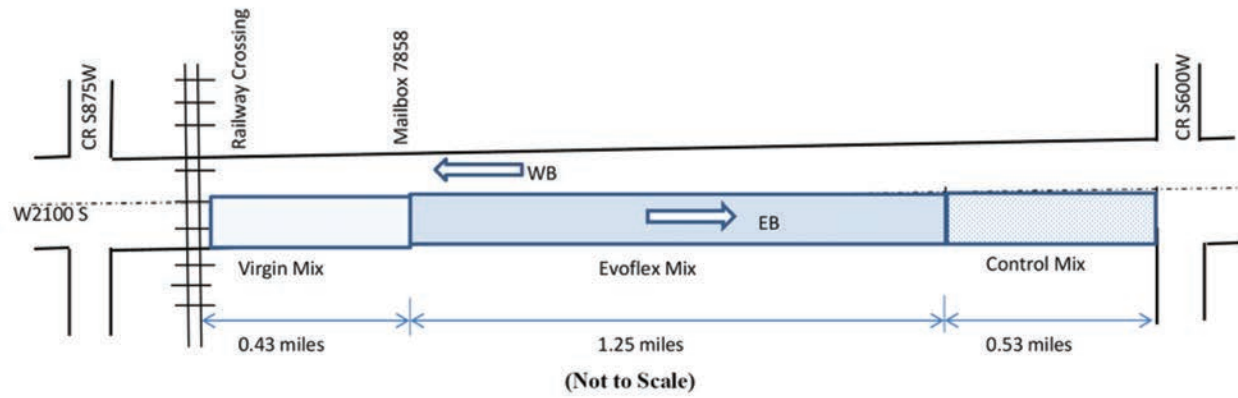 CR S875W
Railway Crossing
Mailbox 7858
CR S600W
WB
W2100 S
EB
Virgin Mix
Evoflex Mix
Control Mix
0.43 miles
1.25 miles
0.53 miles
(Not to Scale)